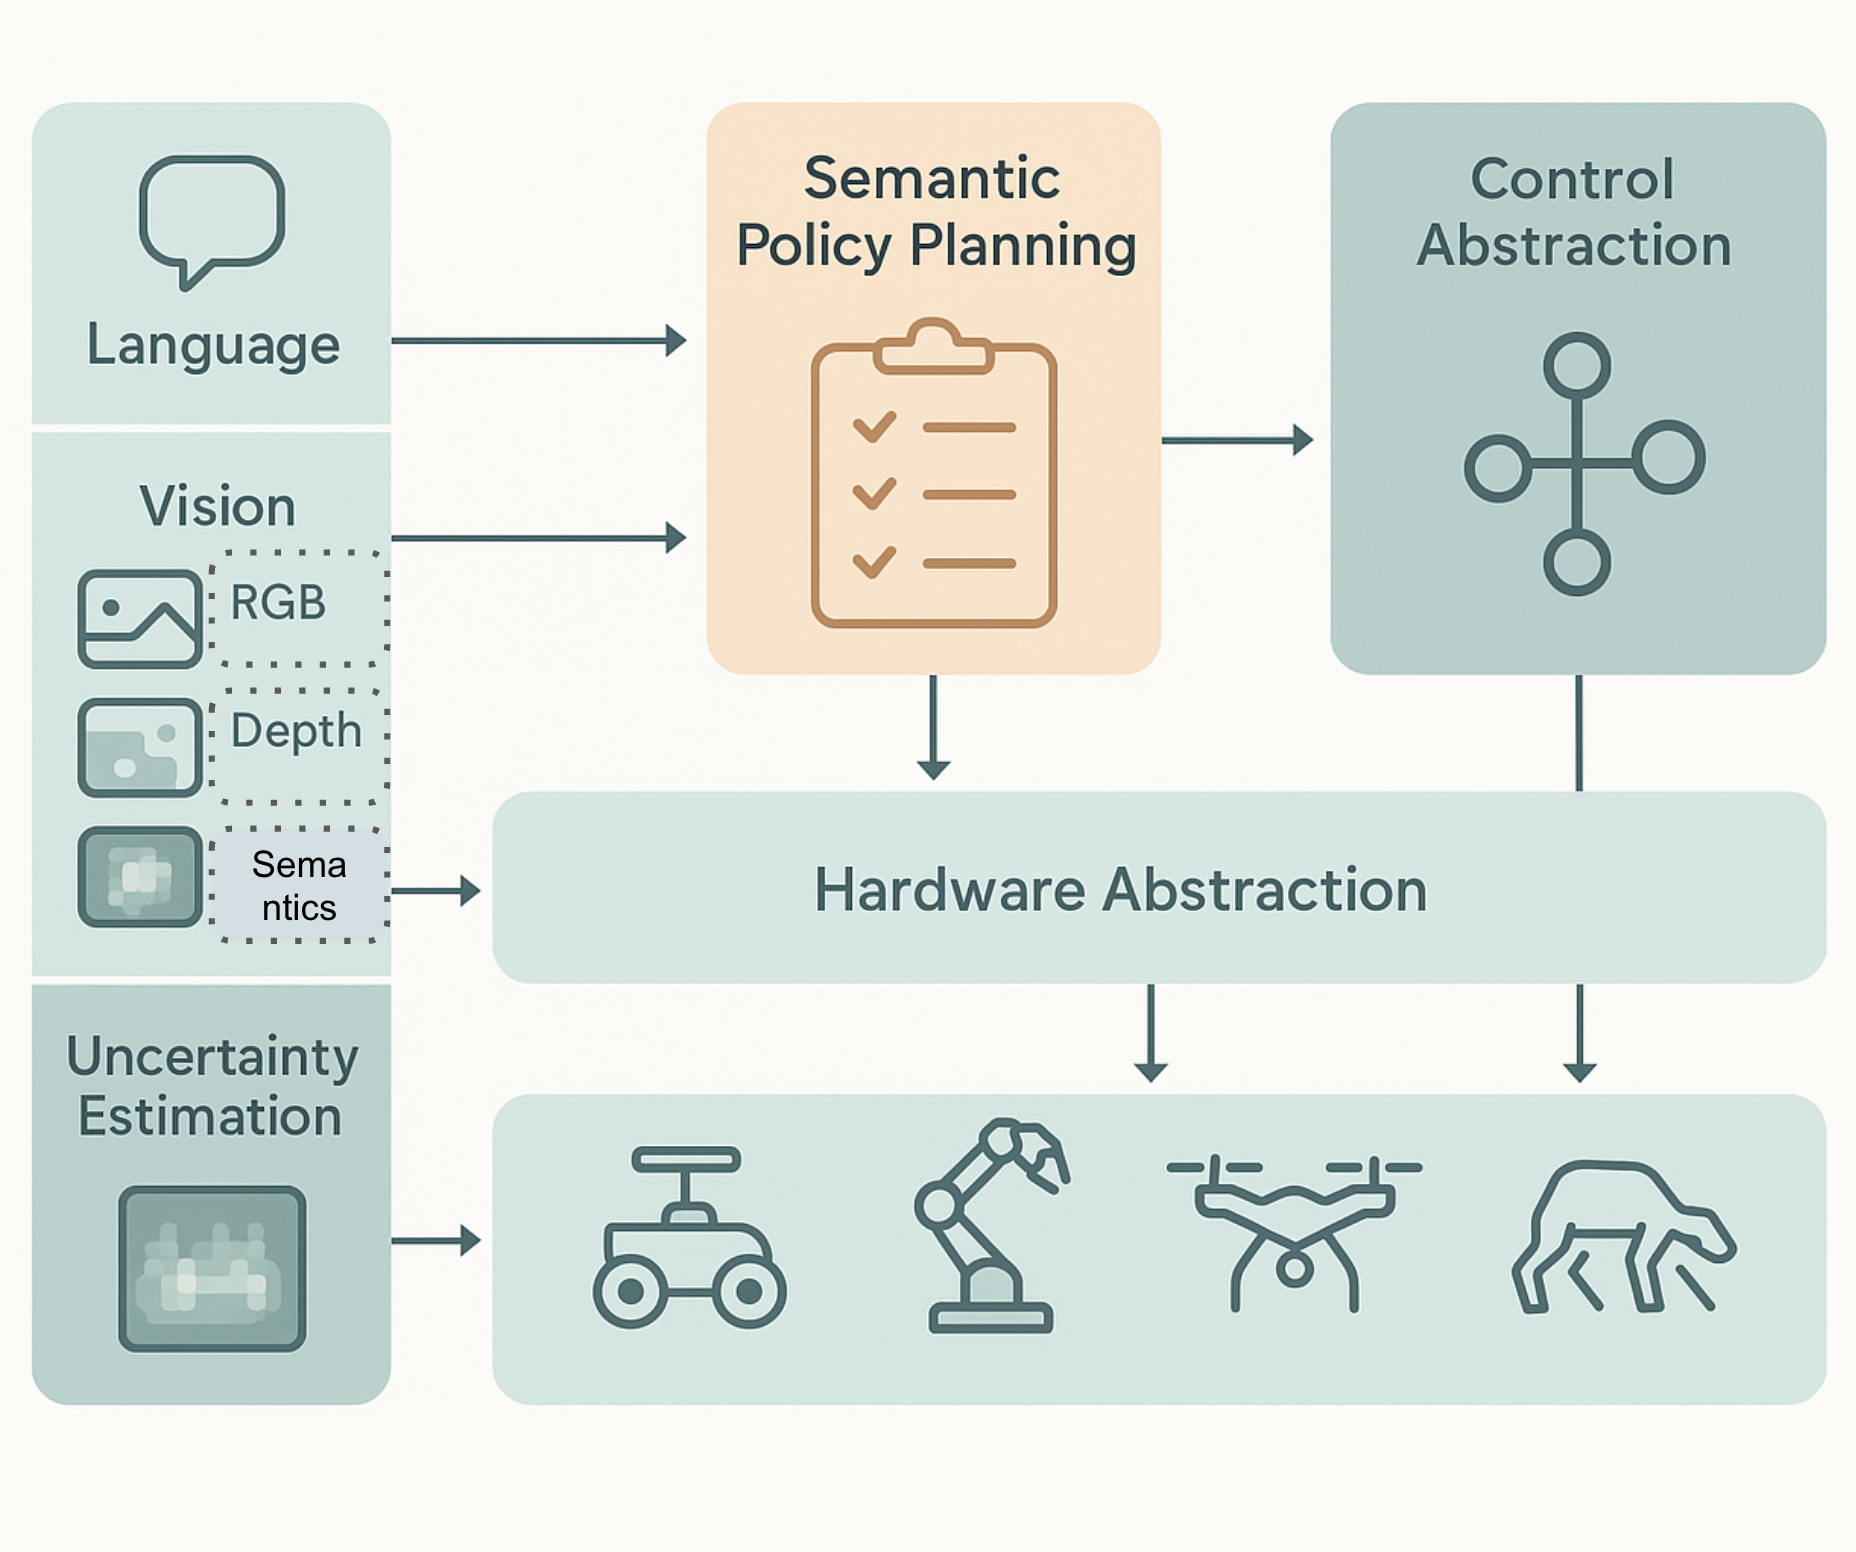 Language
Vision
RGB
Depth
Sema
ntics
Uncertainty
Estimation
Semantic
Policy Planning
Control
Abstraction
Hardware Abstraction